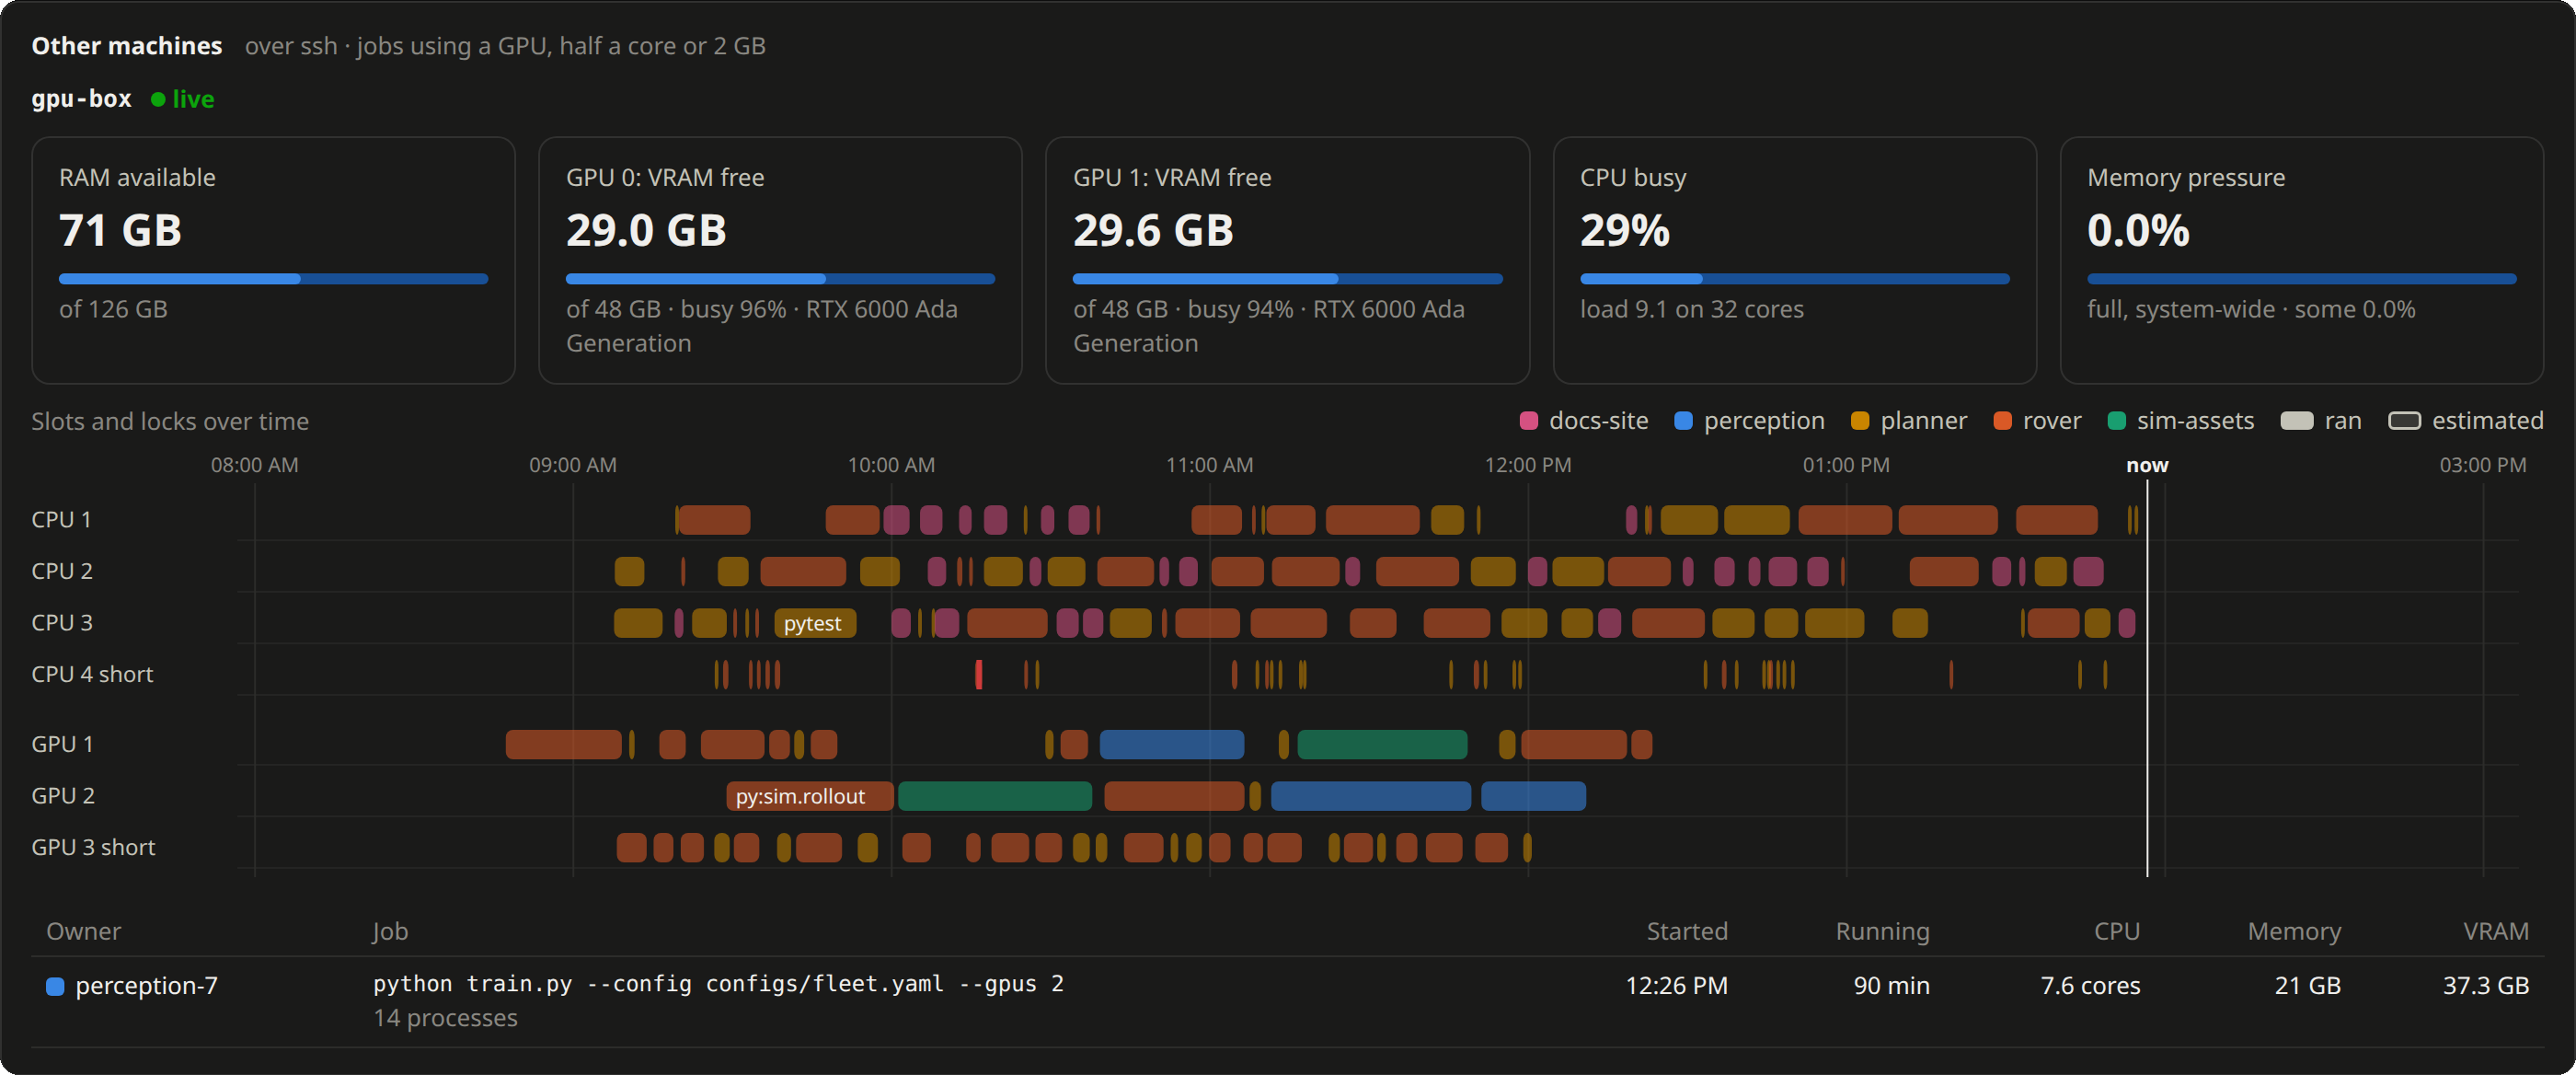 Other machines over ssh · jobs using a GPU, half a core or 2 GB
gpu-box live
RAM available
71 GB
of 126 GB
GPU 0: VRAM free
29.0 GB
of 48 GB · busy 96% · RTX 6000 Ada
Generation
GPU 1: VRAM free
29.6 GB
of 48 GB · busy 94% · RTX 6000 Ada
Generation
CPU busy
29%
load 9.1 on 32 cores
Memory pressure
0.0%
full, system-wide · some 0.0%
Slots and locks over time
docs-site perception planner rover sim-assets ran estimated
08:00 AM 09:00 AM 10:00 AM 11:00 AM 12:00 PM 01:00 PM now 03:00 PM
CPU 1
CPU 2
CPU 3 pytest
CPU 4 short
GPU 1
GPU 2 py:sim.rollout
GPU 3 short
Owner Job Started Running CPU Memory VRAM
perception-7 python train.py --config configs/fleet.yaml --gpus 2 12:26 PM 90 min 7.6 cores 21 GB 37.3 GB
14 processes